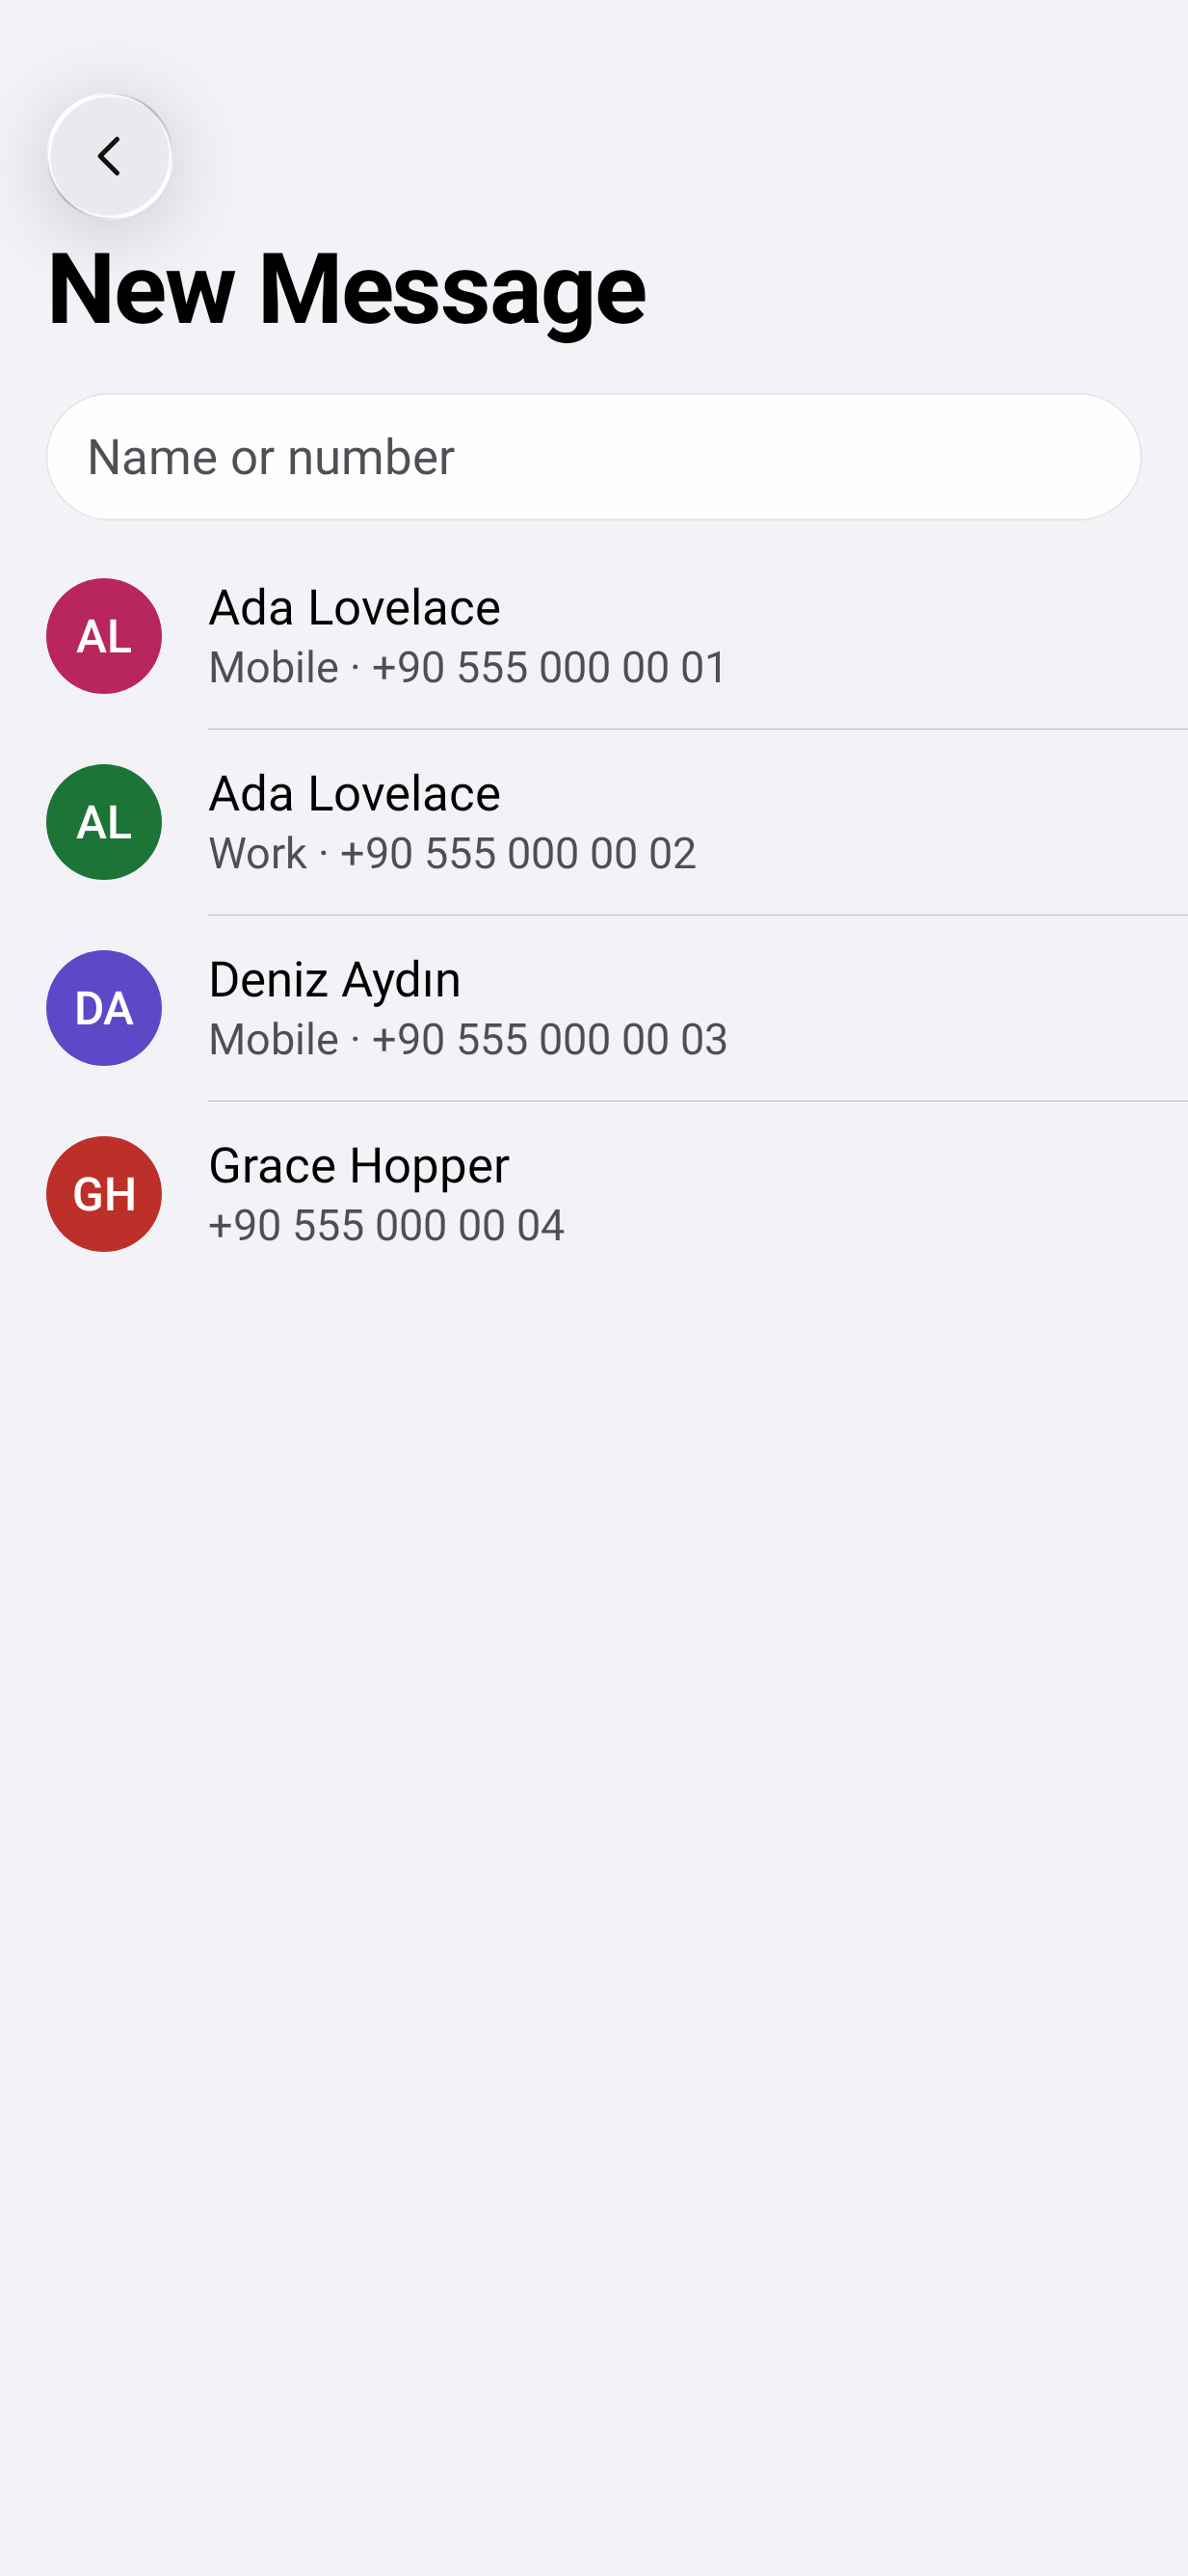 New Message
Name or number
AL
Ada Lovelace
Mobile · +90 555 000 00 01
AL
Ada Lovelace
Work · +90 555 000 00 02
DA
Deniz Aydın
Mobile · +90 555 000 00 03
GH
Grace Hopper
+90 555 000 00 04